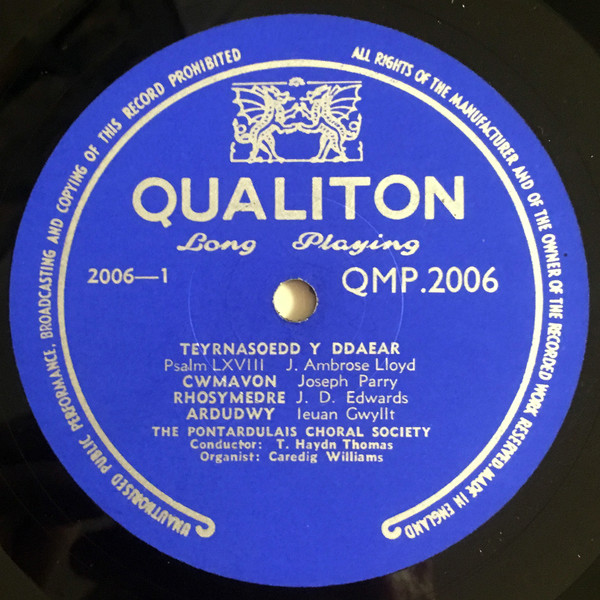 UNAUTHORISED PUBLIC PERFORMANCE, BROADCASTING AND COPYING OF THIS RECORD PROHIBITED
ALL RIGHTS OF THE MANUFACTURER AND OF THE OWNER OF THE RECORDED WORK RESERVED. MADE IN ENGLAND
QUALITON
Long Playing
2006—1
QMP.2006
TEYRNASOEDD Y DDAEAR
Psalm LXVIII J. Ambrose Lloyd
CWMAVON Joseph Parry
RHOSYMEDRE J. D. Edwards
ARDUDWY Ieuan Gwyllt
THE PONTARDULAIS CHORAL SOCIETY
Conductor: T. Haydn Thomas
Organist: Caredig Williams